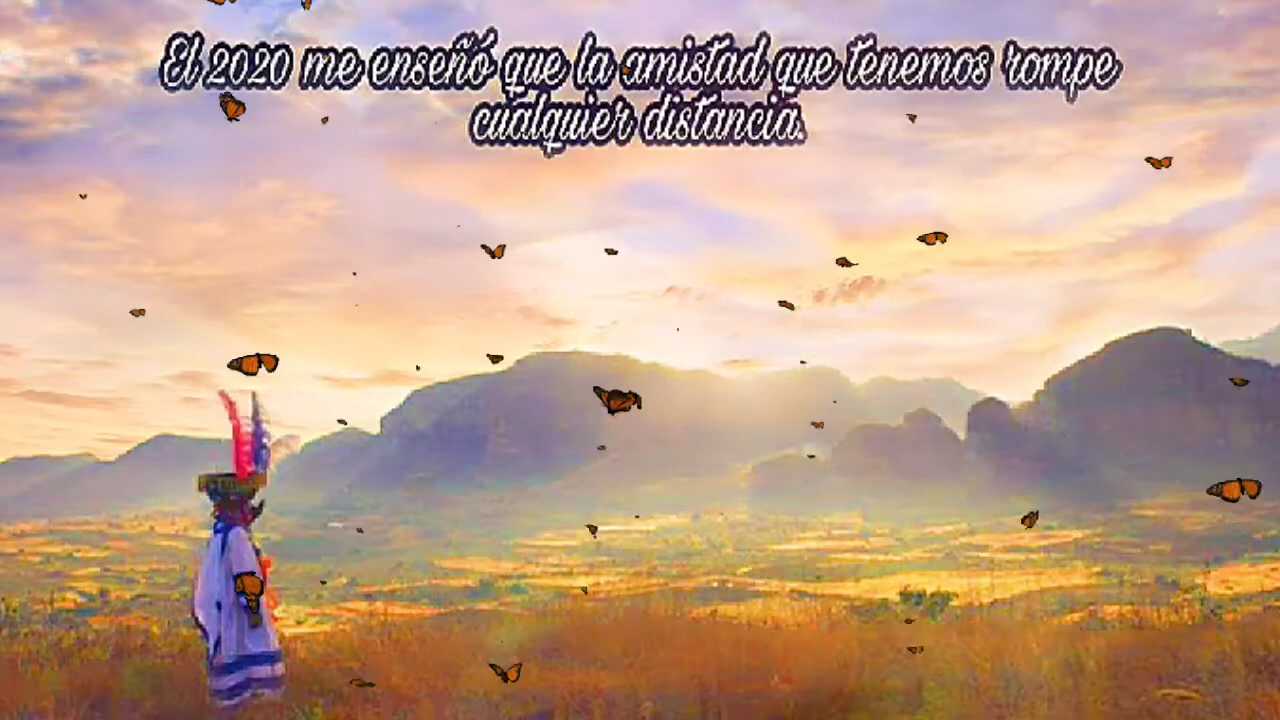 El 2020 me enseñó que la amistad que tenemos rompe
cualquier distancia.